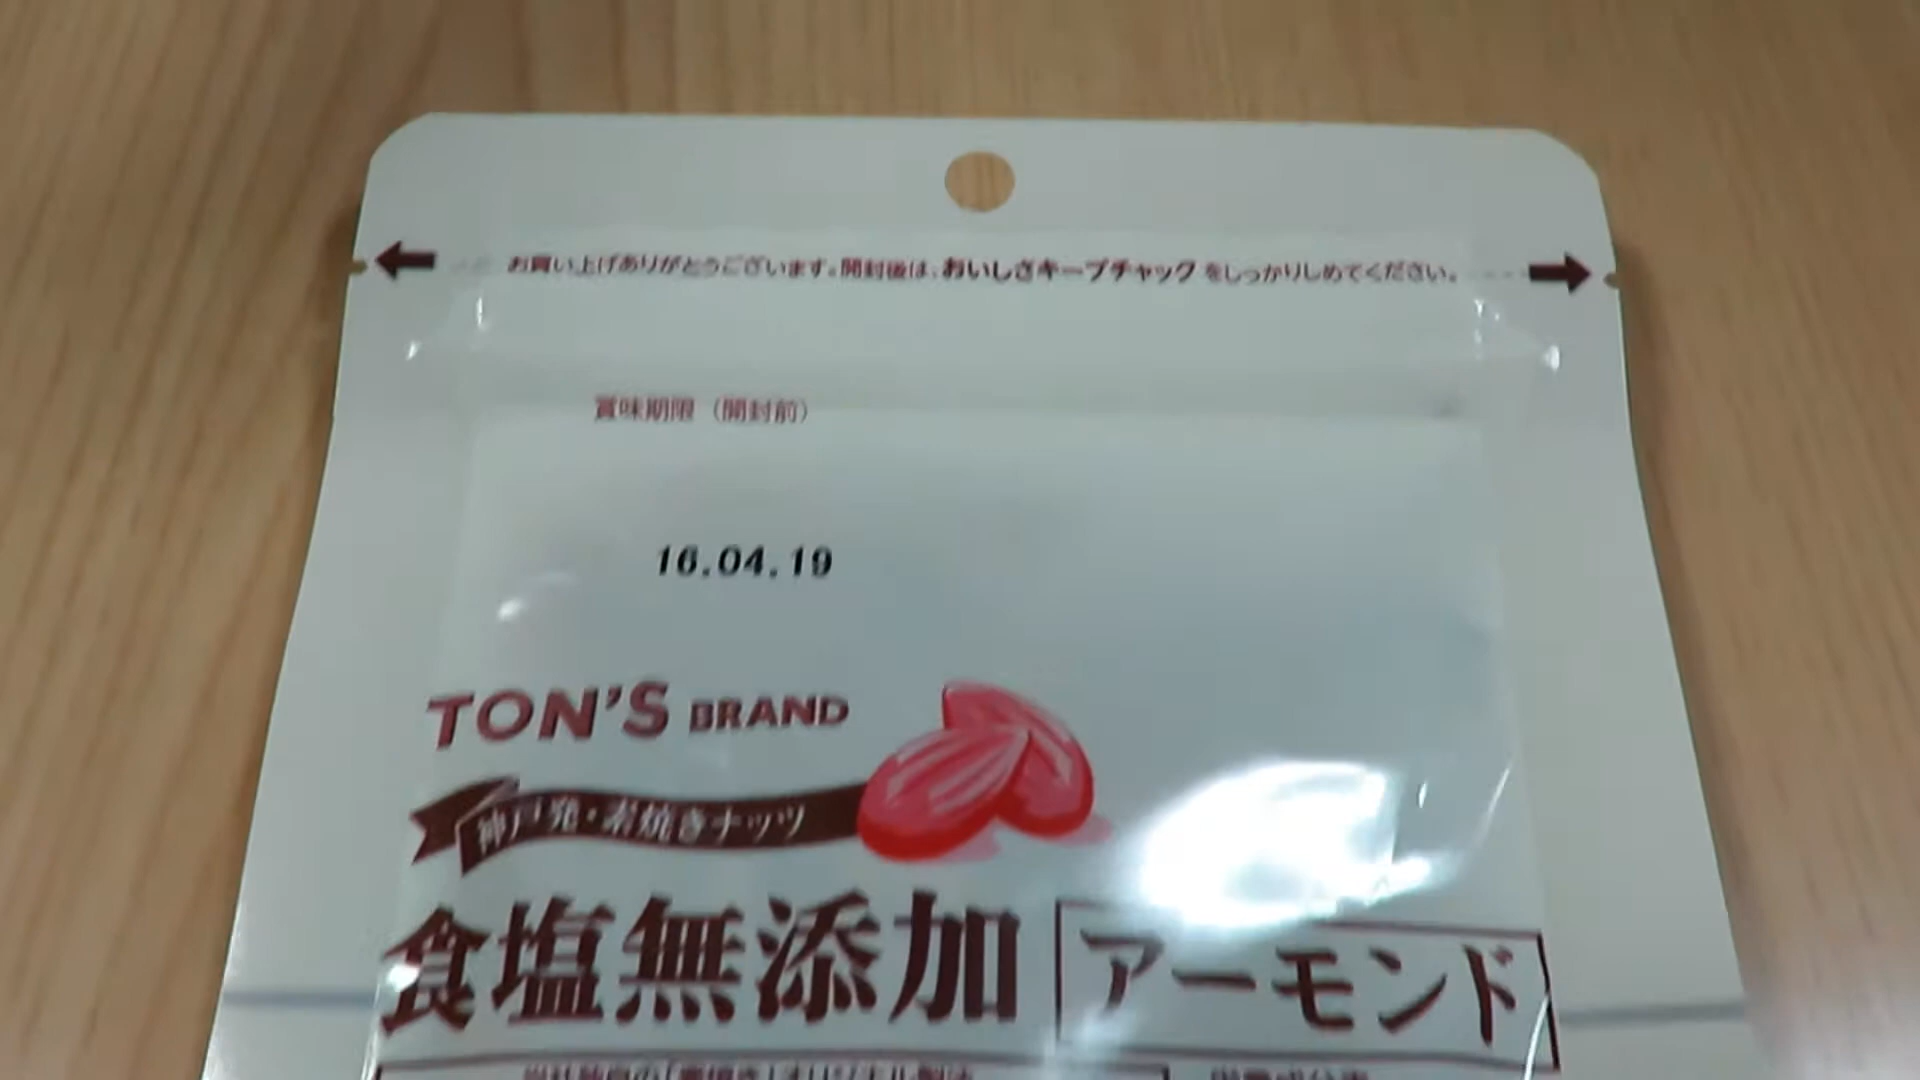 お買い上げありがとうございます。開封後は、おいしさキープチャックをしっかりしめてください。
賞味期限（開封前）
16.04.19
TON'S BRAND
神戸発・素焼きナッツ
食塩無添加 アーモンド